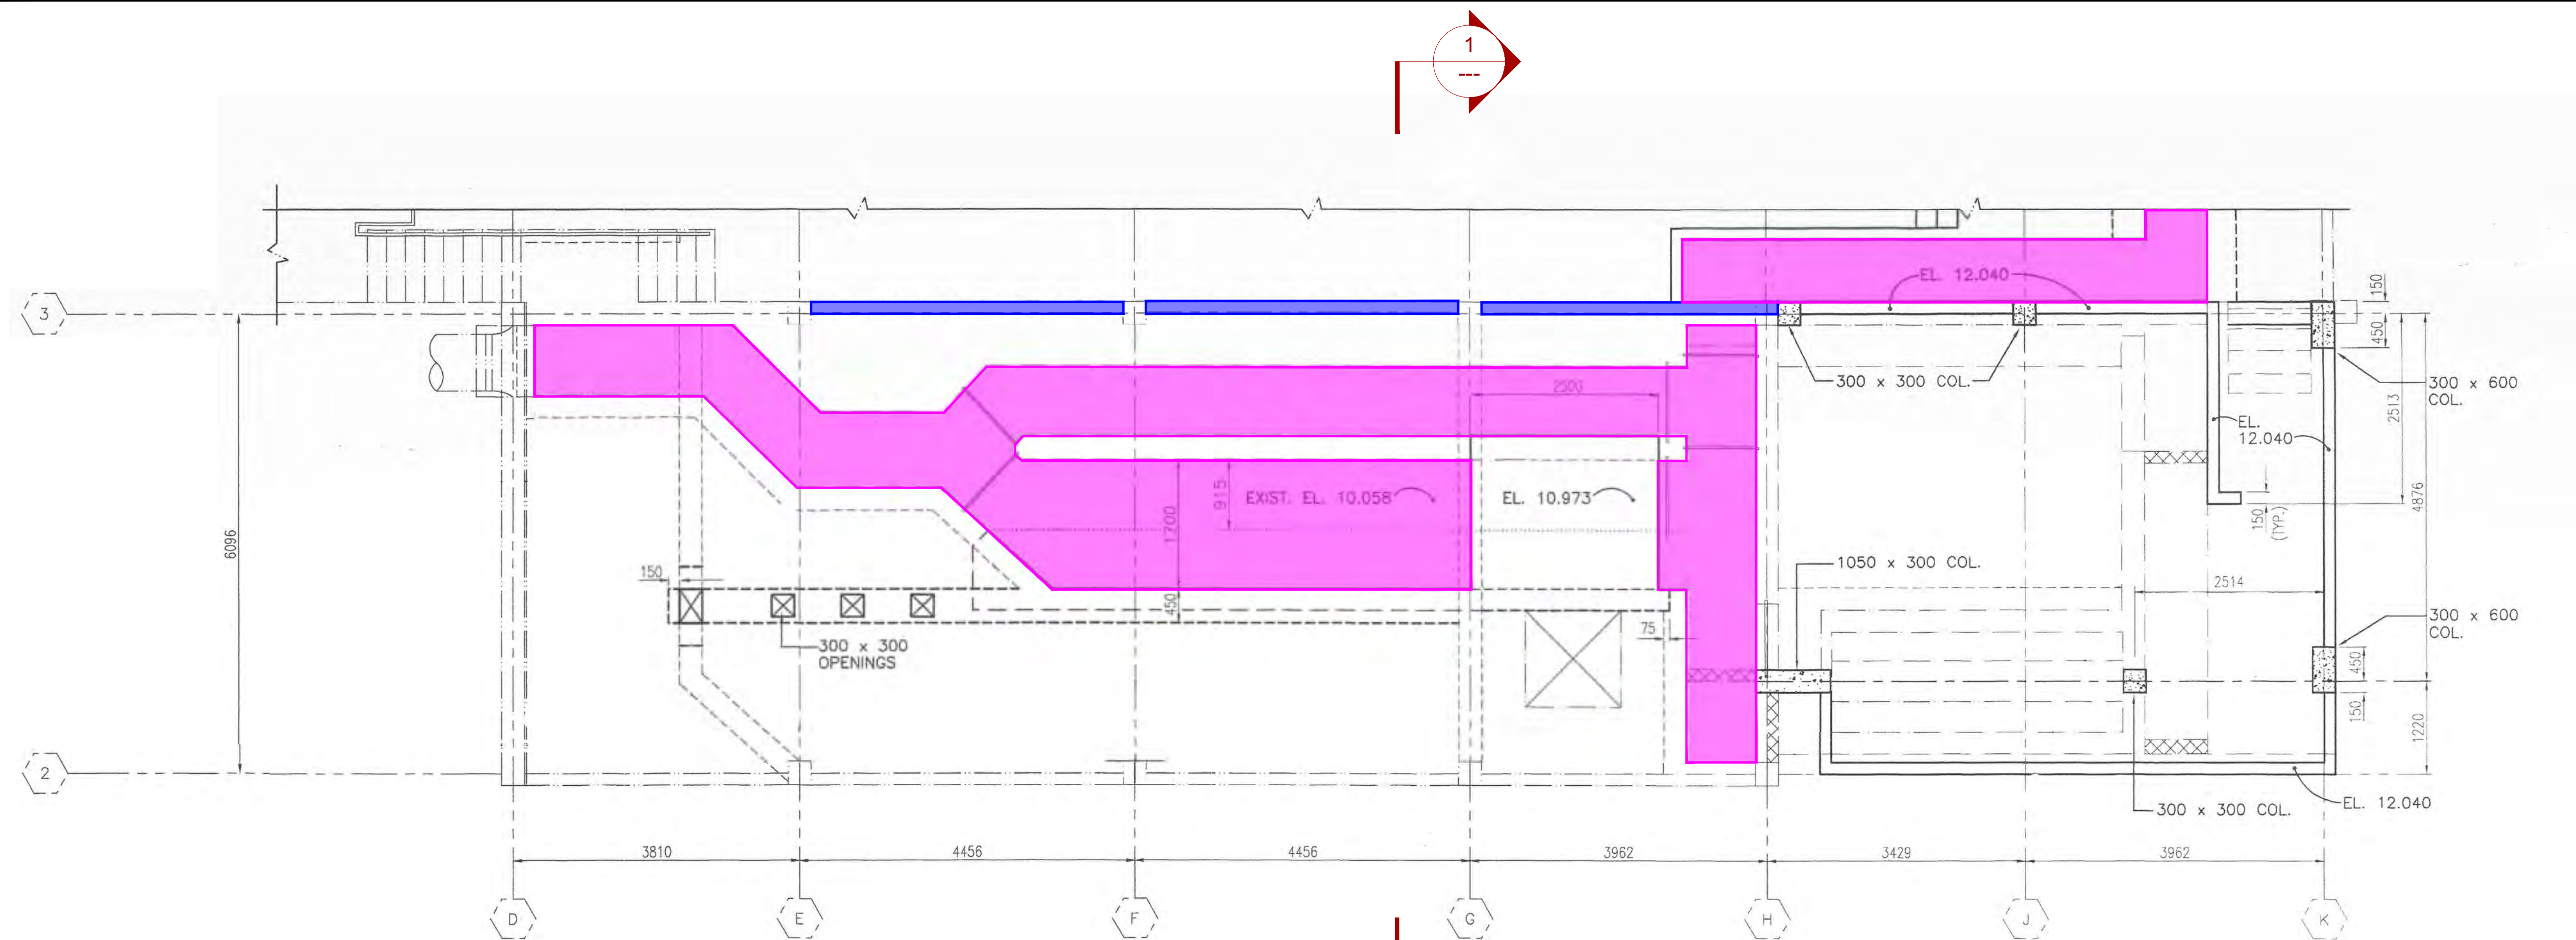 1
---
EL. 12.040
150
3
450
300 x 300 COL.
2500
300 x 600
COL.
2513
EL.
12.040
4876
915
EXIST. EL. 10.058
EL. 10.973
1700
150
(TYP.)
6096
1050 x 300 COL.
150
2514
450
300 x 600
COL.
75
300 x 300
OPENINGS
450
150
1220
2
EL. 12.040
300 x 300 COL.
3810
4456
4456
3962
3429
3962
D
E
F
G
H
J
K